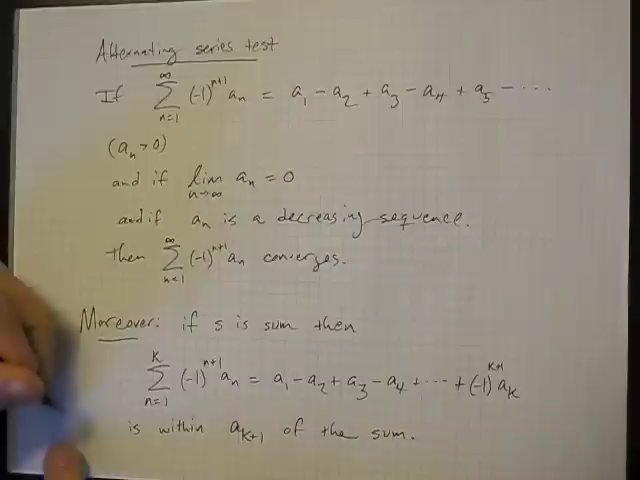 Alternating series test
If ∑_{n=1}^{∞} (-1)^{n+1} a_n = a_1 - a_2 + a_3 - a_4 + a_5 - ⋯
(a_n > 0)
and if lim_{n→∞} a_n = 0
and if a_n is a decreasing sequence.
then ∑_{n=1}^{∞} (-1)^{n+1} a_n converges.
Moreover: if s is sum then
∑_{n=1}^{K} (-1)^{n+1} a_n = a_1 - a_2 + a_3 - a_4 + ⋯ + (-1)^{K+1} a_K
is within a_{K+1} of the sum.